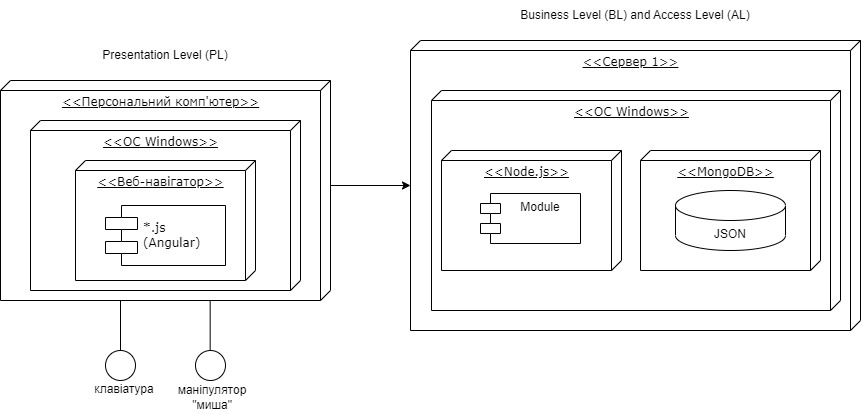 Business Level (BL) and Access Level (AL)
Presentation Level (PL)
<<Персональний комп'ютер>>
<<ОС Windows>>
<<Веб-навігатор>>
*.js
(Angular)
клавіатура
маніпулятор
"миша"
<<Сервер 1>>
<<ОС Windows>>
<<Node.js>>
Module
<<MongoDB>>
JSON